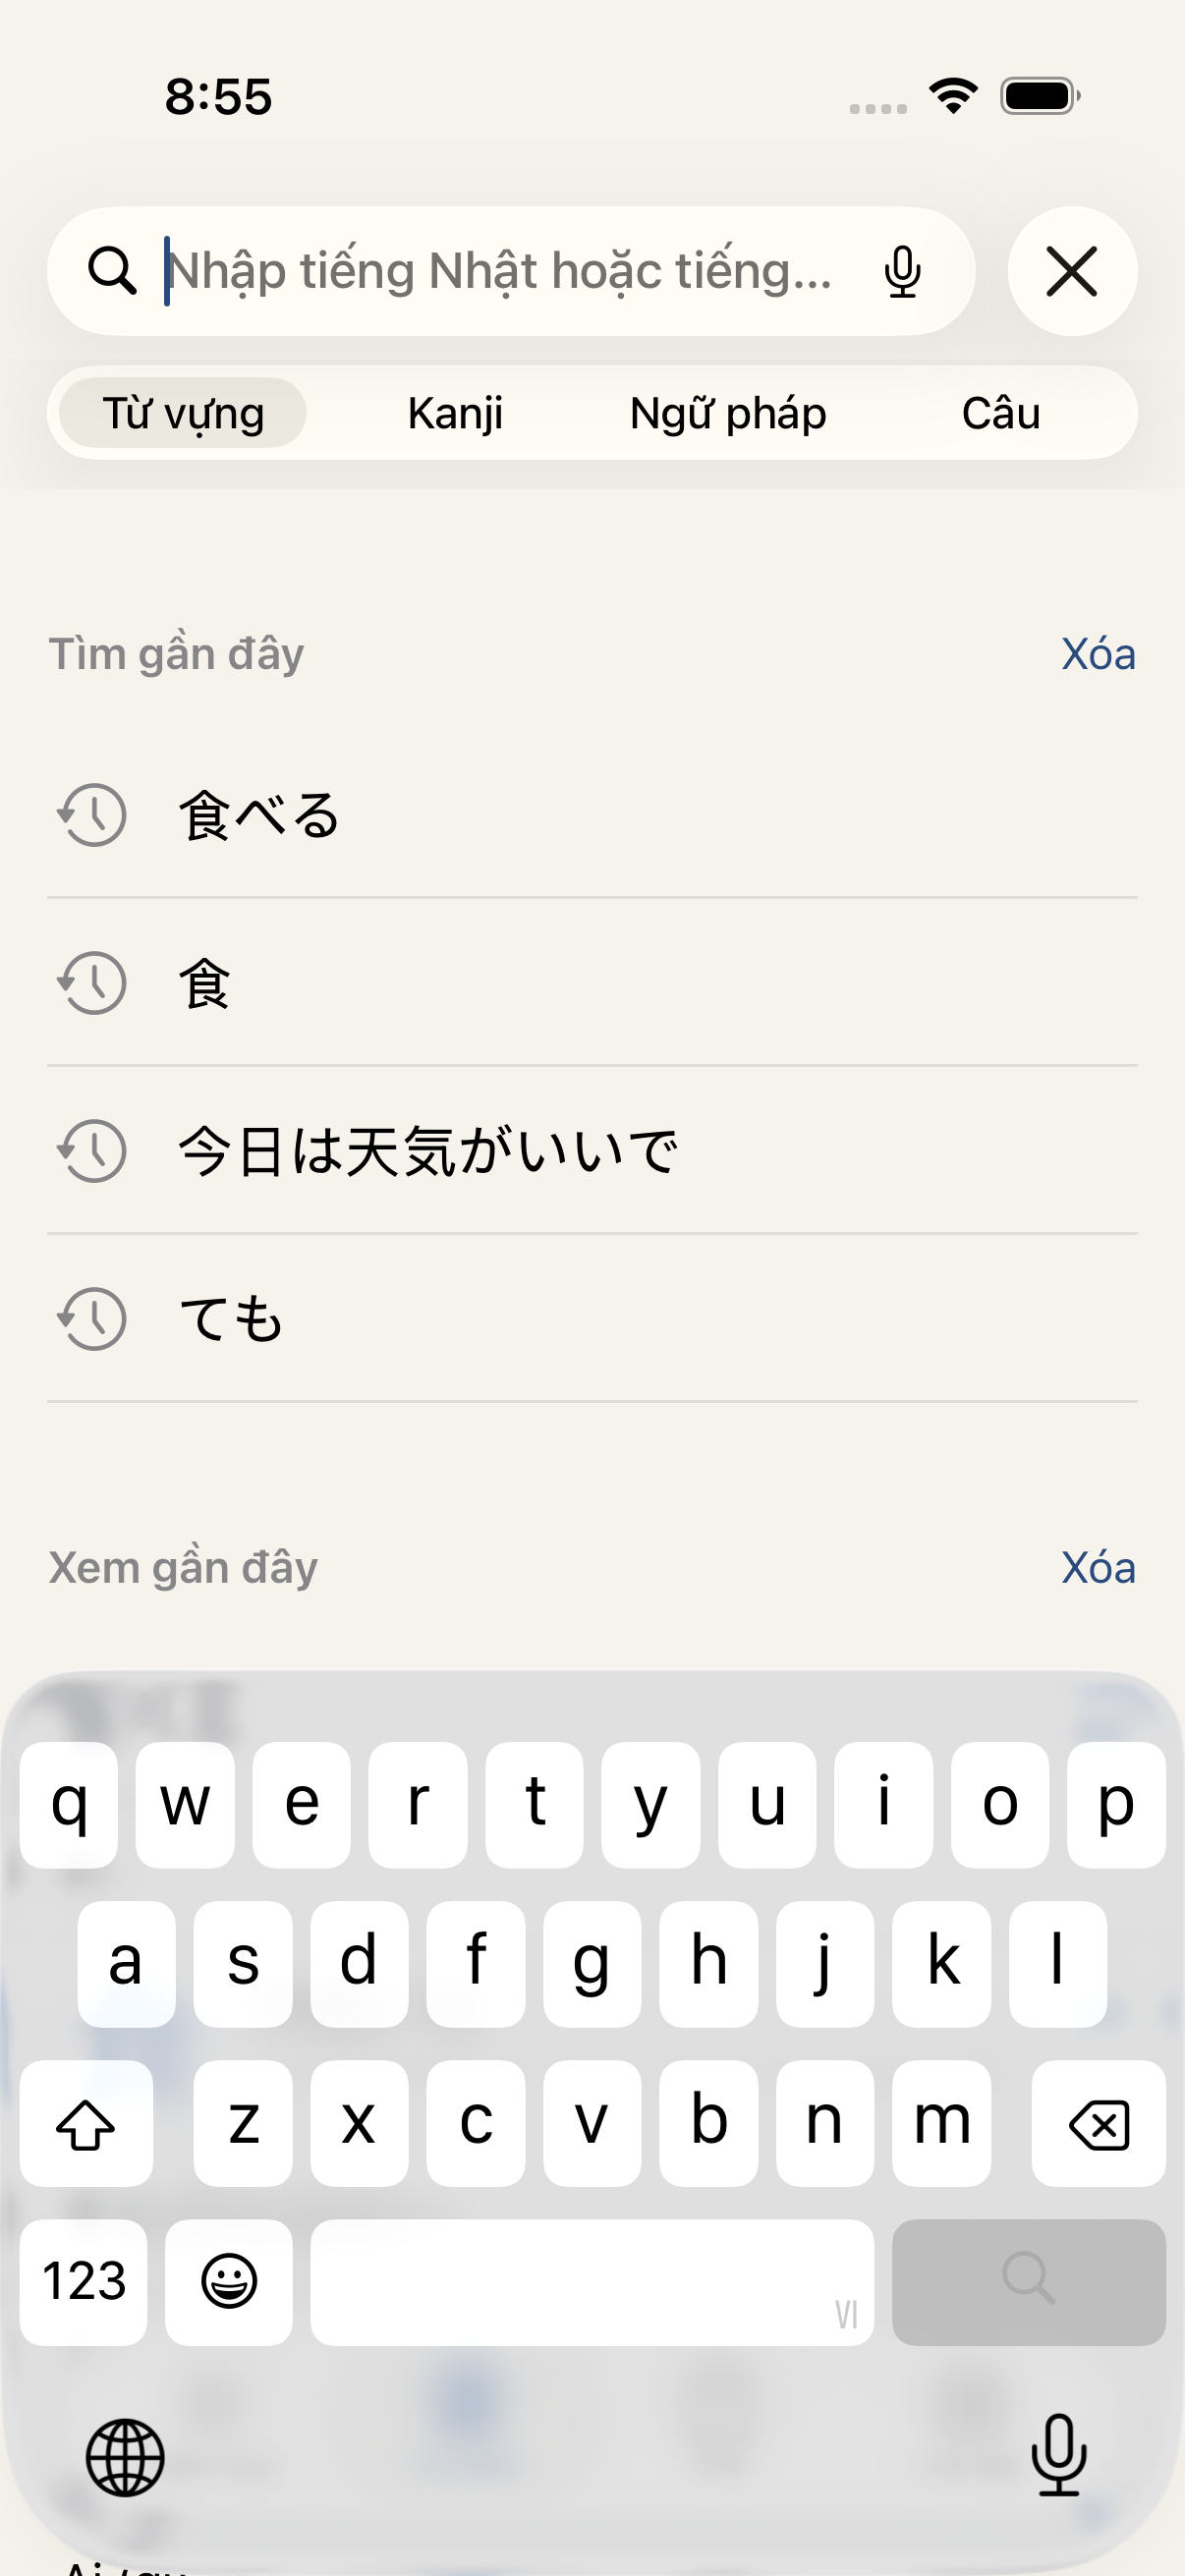 8:55
Nhập tiếng Nhật hoặc tiếng...
Từ vựng Kanji Ngữ pháp Câu
Tìm gần đây Xóa
食べる
食
今日は天気がいいで
ても
Xem gần đây Xóa
q w e r t y u i o p
a s d f g h j k l
z x c v b n m
123 VI